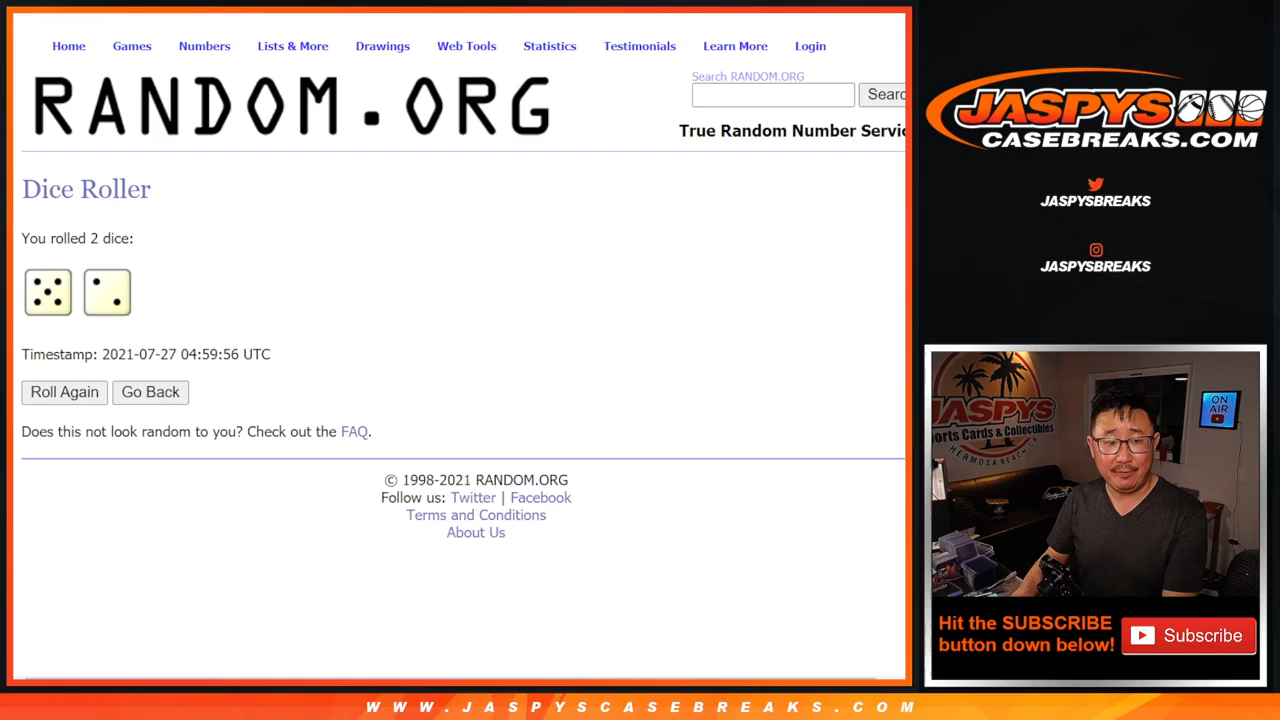 Home Games Numbers Lists & More Drawings Web Tools Statistics Testimonials Learn More Login
RANDOM.ORG
Search RANDOM.ORG
Searc
True Random Number Servic
Dice Roller
You rolled 2 dice:
Timestamp: 2021-07-27 04:59:56 UTC
Roll Again Go Back
Does this not look random to you? Check out the FAQ.
© 1998-2021 RANDOM.ORG
Follow us: Twitter | Facebook
Terms and Conditions
About Us
JASPYS
CASEBREAKS.COM
JASPYSBREAKS
JASPYSBREAKS
JASPYS
Sports Cards & Collectibles
HERMOSA BEACH CA
ON
AIR
Hit the SUBSCRIBE
button down below!
Subscribe
WWW.JASPYSCASEBREAKS.COM